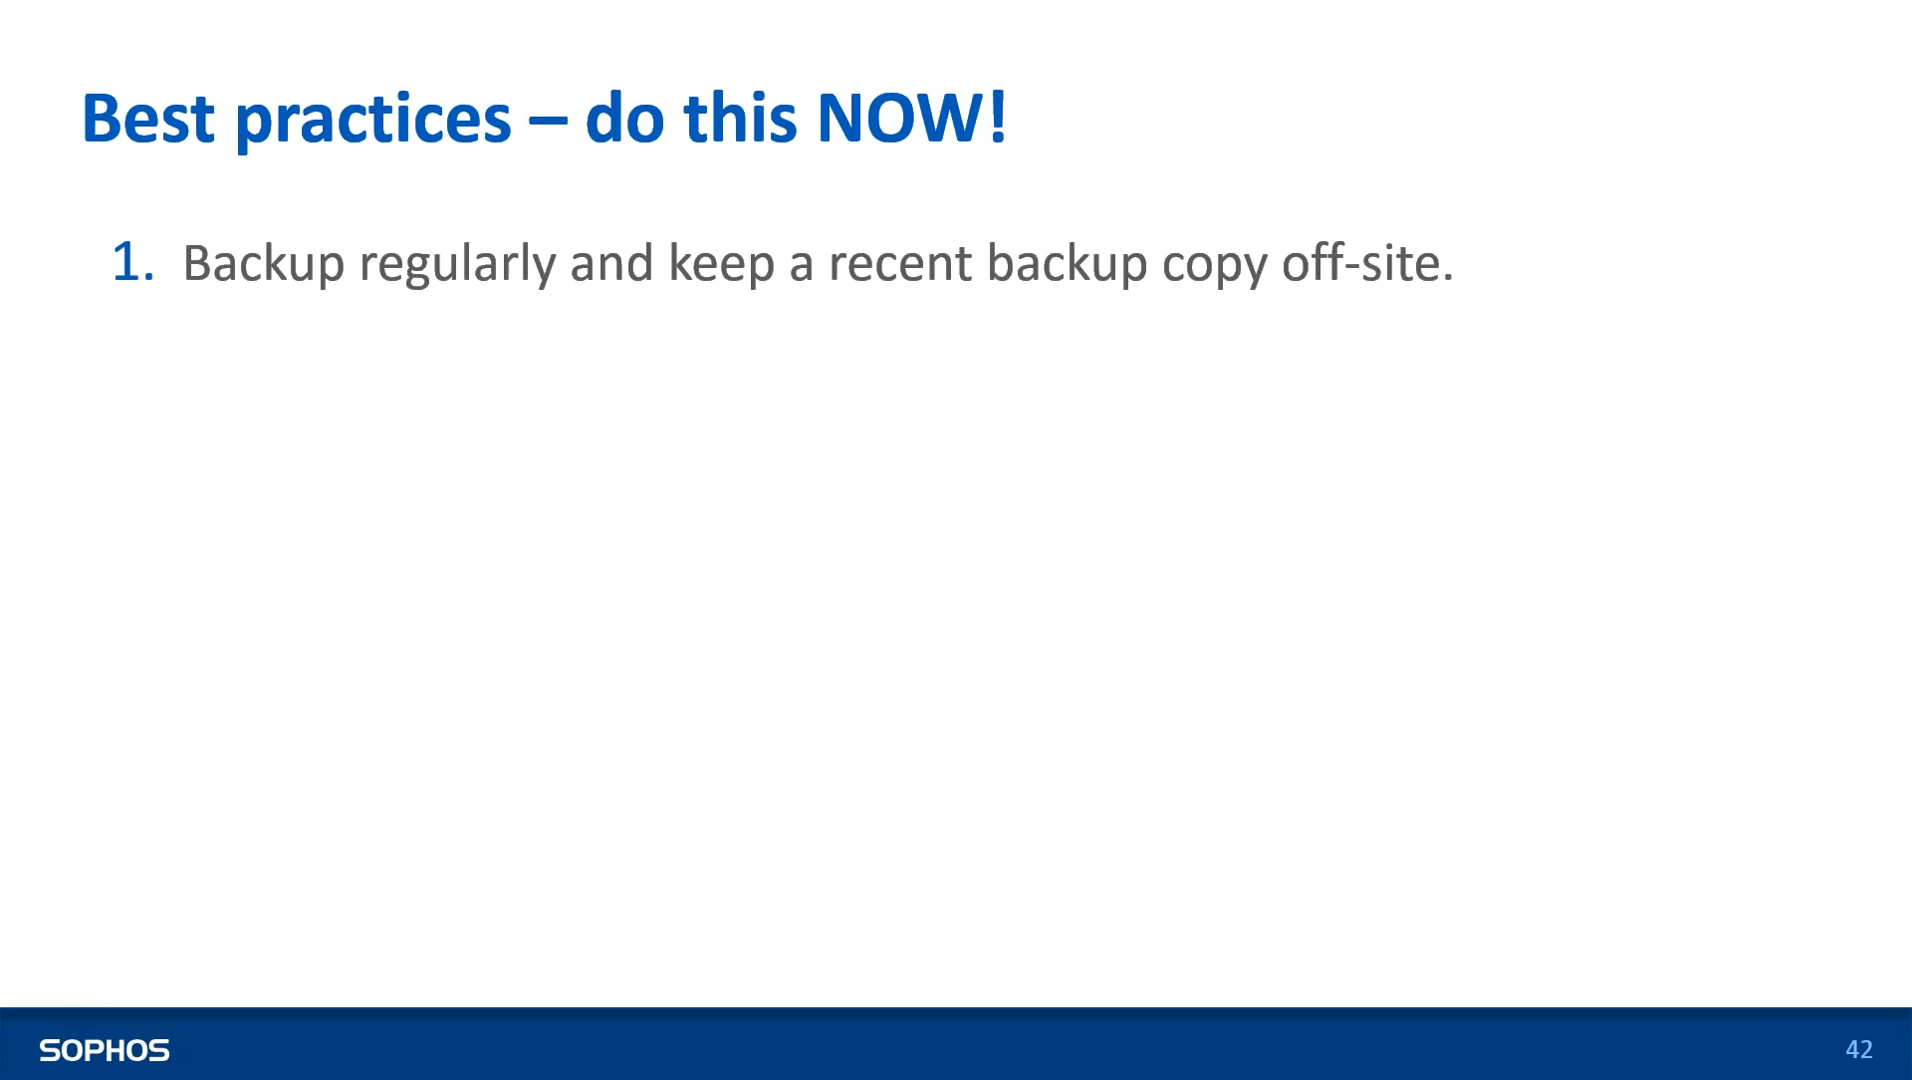 Best practices – do this NOW!
1. Backup regularly and keep a recent backup copy off-site.
SOPHOS
42